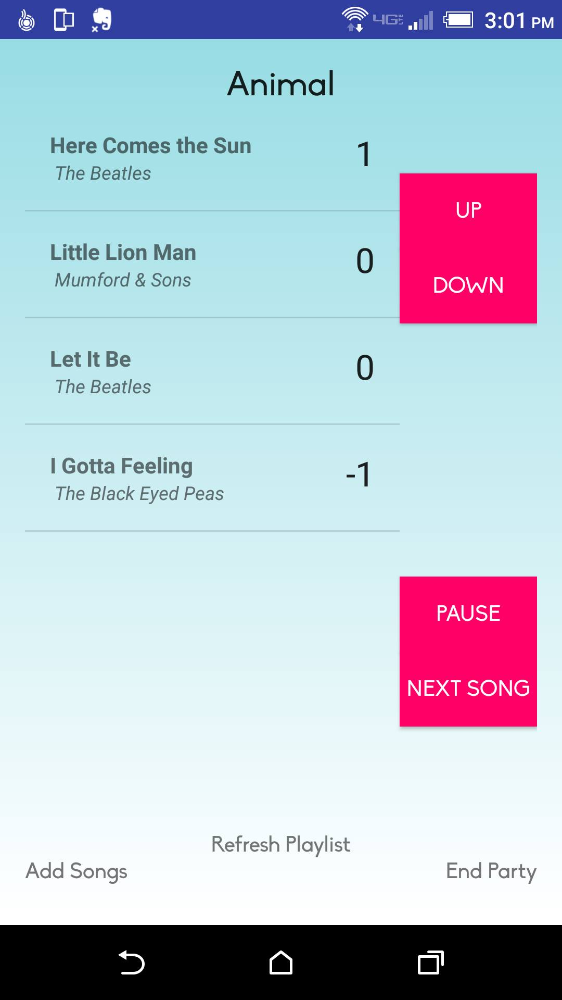 4G LTE 3:01 PM
Animal
Here Comes the Sun 1
The Beatles
UP
Little Lion Man 0
Mumford & Sons
DOWN
Let It Be 0
The Beatles
I Gotta Feeling -1
The Black Eyed Peas
PAUSE
NEXT SONG
Refresh Playlist
Add Songs End Party